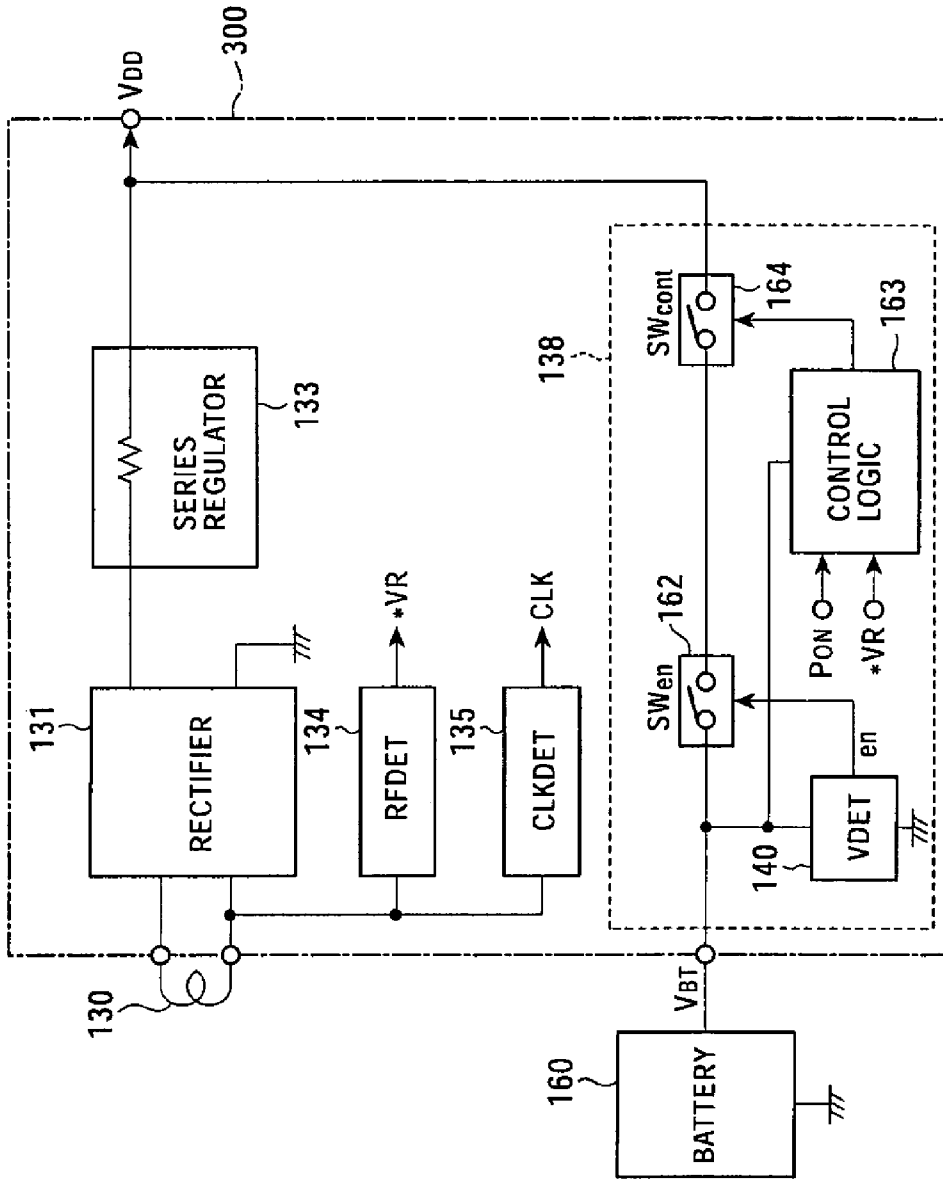 300
VDD
SERIES
REGULATOR
133
131
RECTIFIER
134
RFDET
*VR
135
CLKDET
CLK
130
138
SWcont
164
163
CONTROL
LOGIC
PON
*VR
SWen
162
en
140
VDET
VBT
160
BATTERY